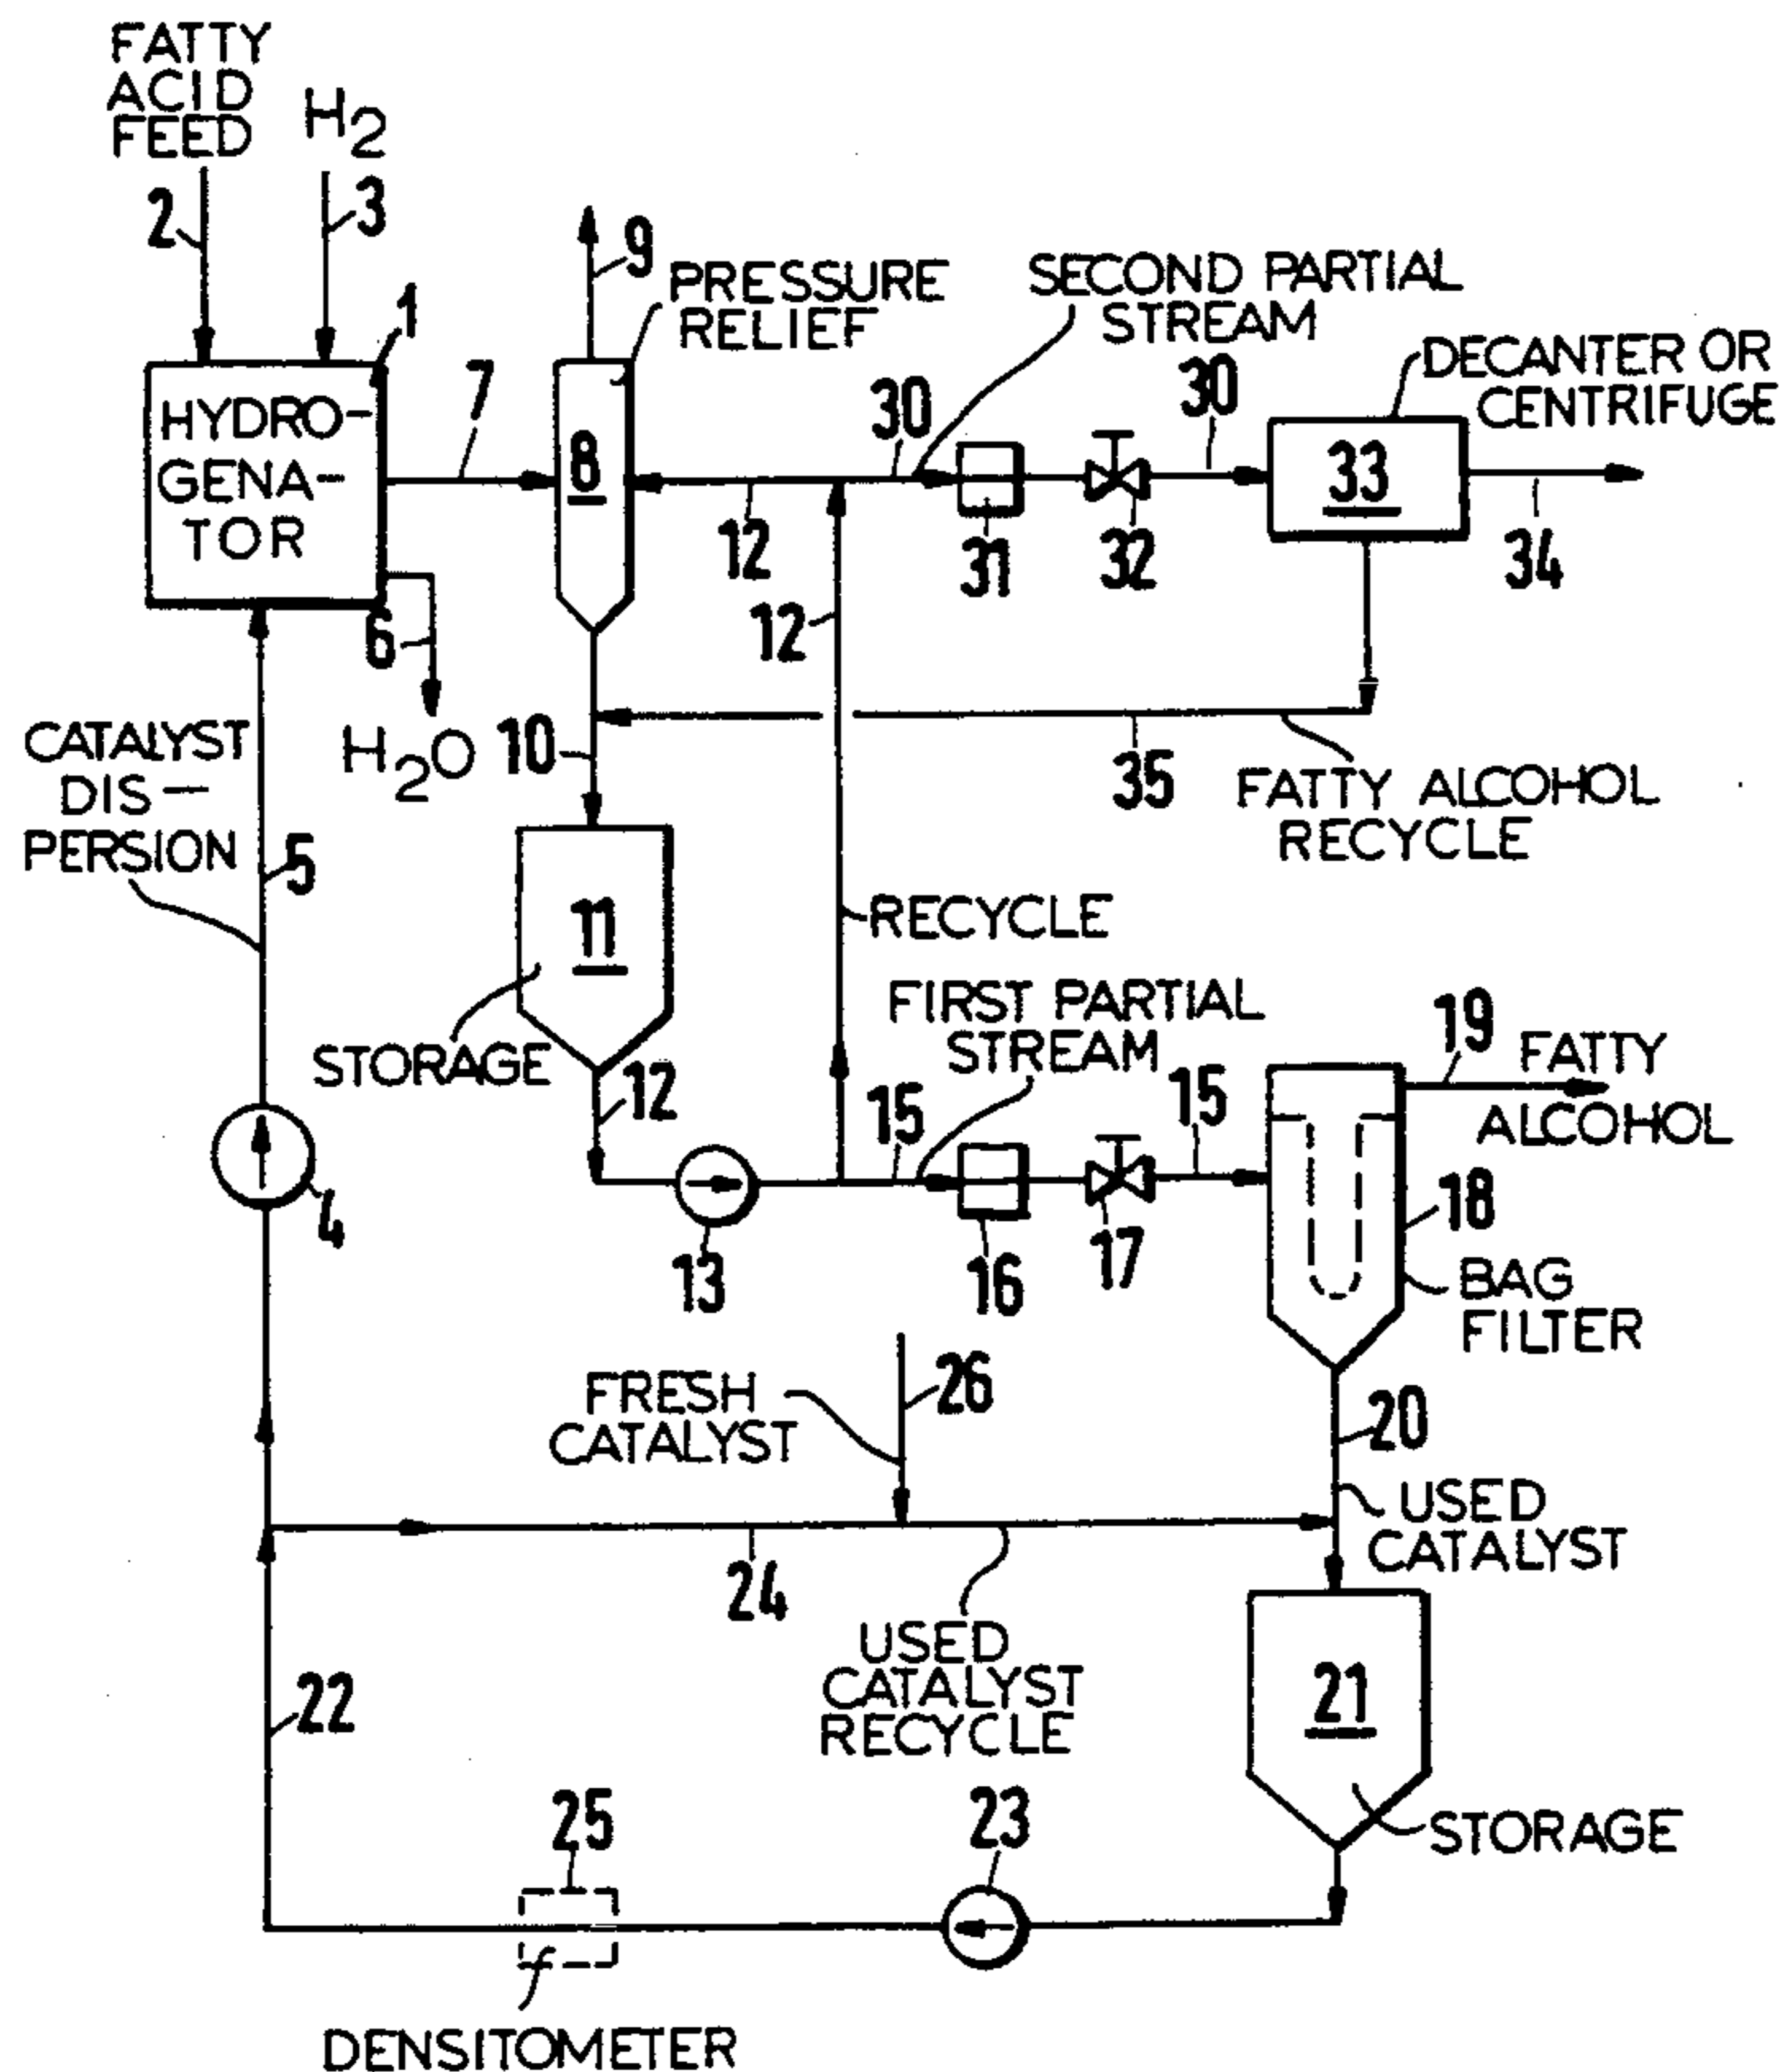 FATTY
ACID
FEED
H2
2
3
1
HYDRO-
GENA-
TOR
7
9
PRESSURE
RELIEF
8
SECOND PARTIAL
STREAM
30
30
DECANTER OR
CENTRIFUGE
33
12
31
32
34
6
H2O
12
10
35
FATTY ALCOHOL
RECYCLE
CATALYST
DIS-
PERSION
5
11
STORAGE
RECYCLE
12
FIRST PARTIAL
STREAM
15
15
19
FATTY
ALCOHOL
4
13
16
17
18
BAG
FILTER
FRESH
CATALYST
26
20
USED
CATALYST
24
USED
CATALYST
RECYCLE
22
21
STORAGE
25
23
DENSITOMETER